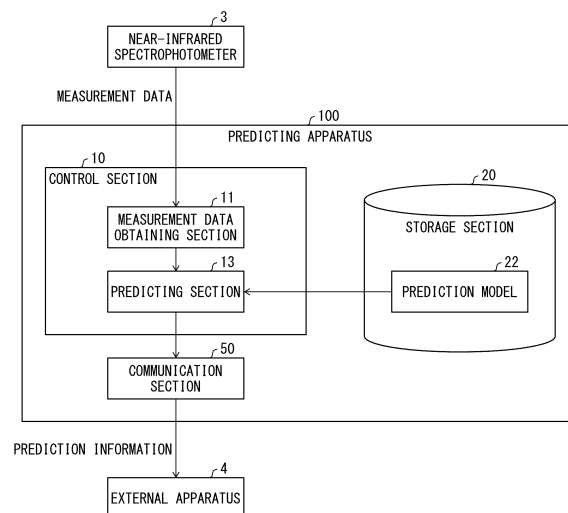 3
NEAR-INFRARED
SPECTROPHOTOMETER
MEASUREMENT DATA
100
PREDICTING APPARATUS
10
CONTROL SECTION
20
STORAGE SECTION
11
MEASUREMENT DATA
OBTAINING SECTION
13
PREDICTING SECTION
22
PREDICTION MODEL
50
COMMUNICATION
SECTION
PREDICTION INFORMATION
4
EXTERNAL APPARATUS